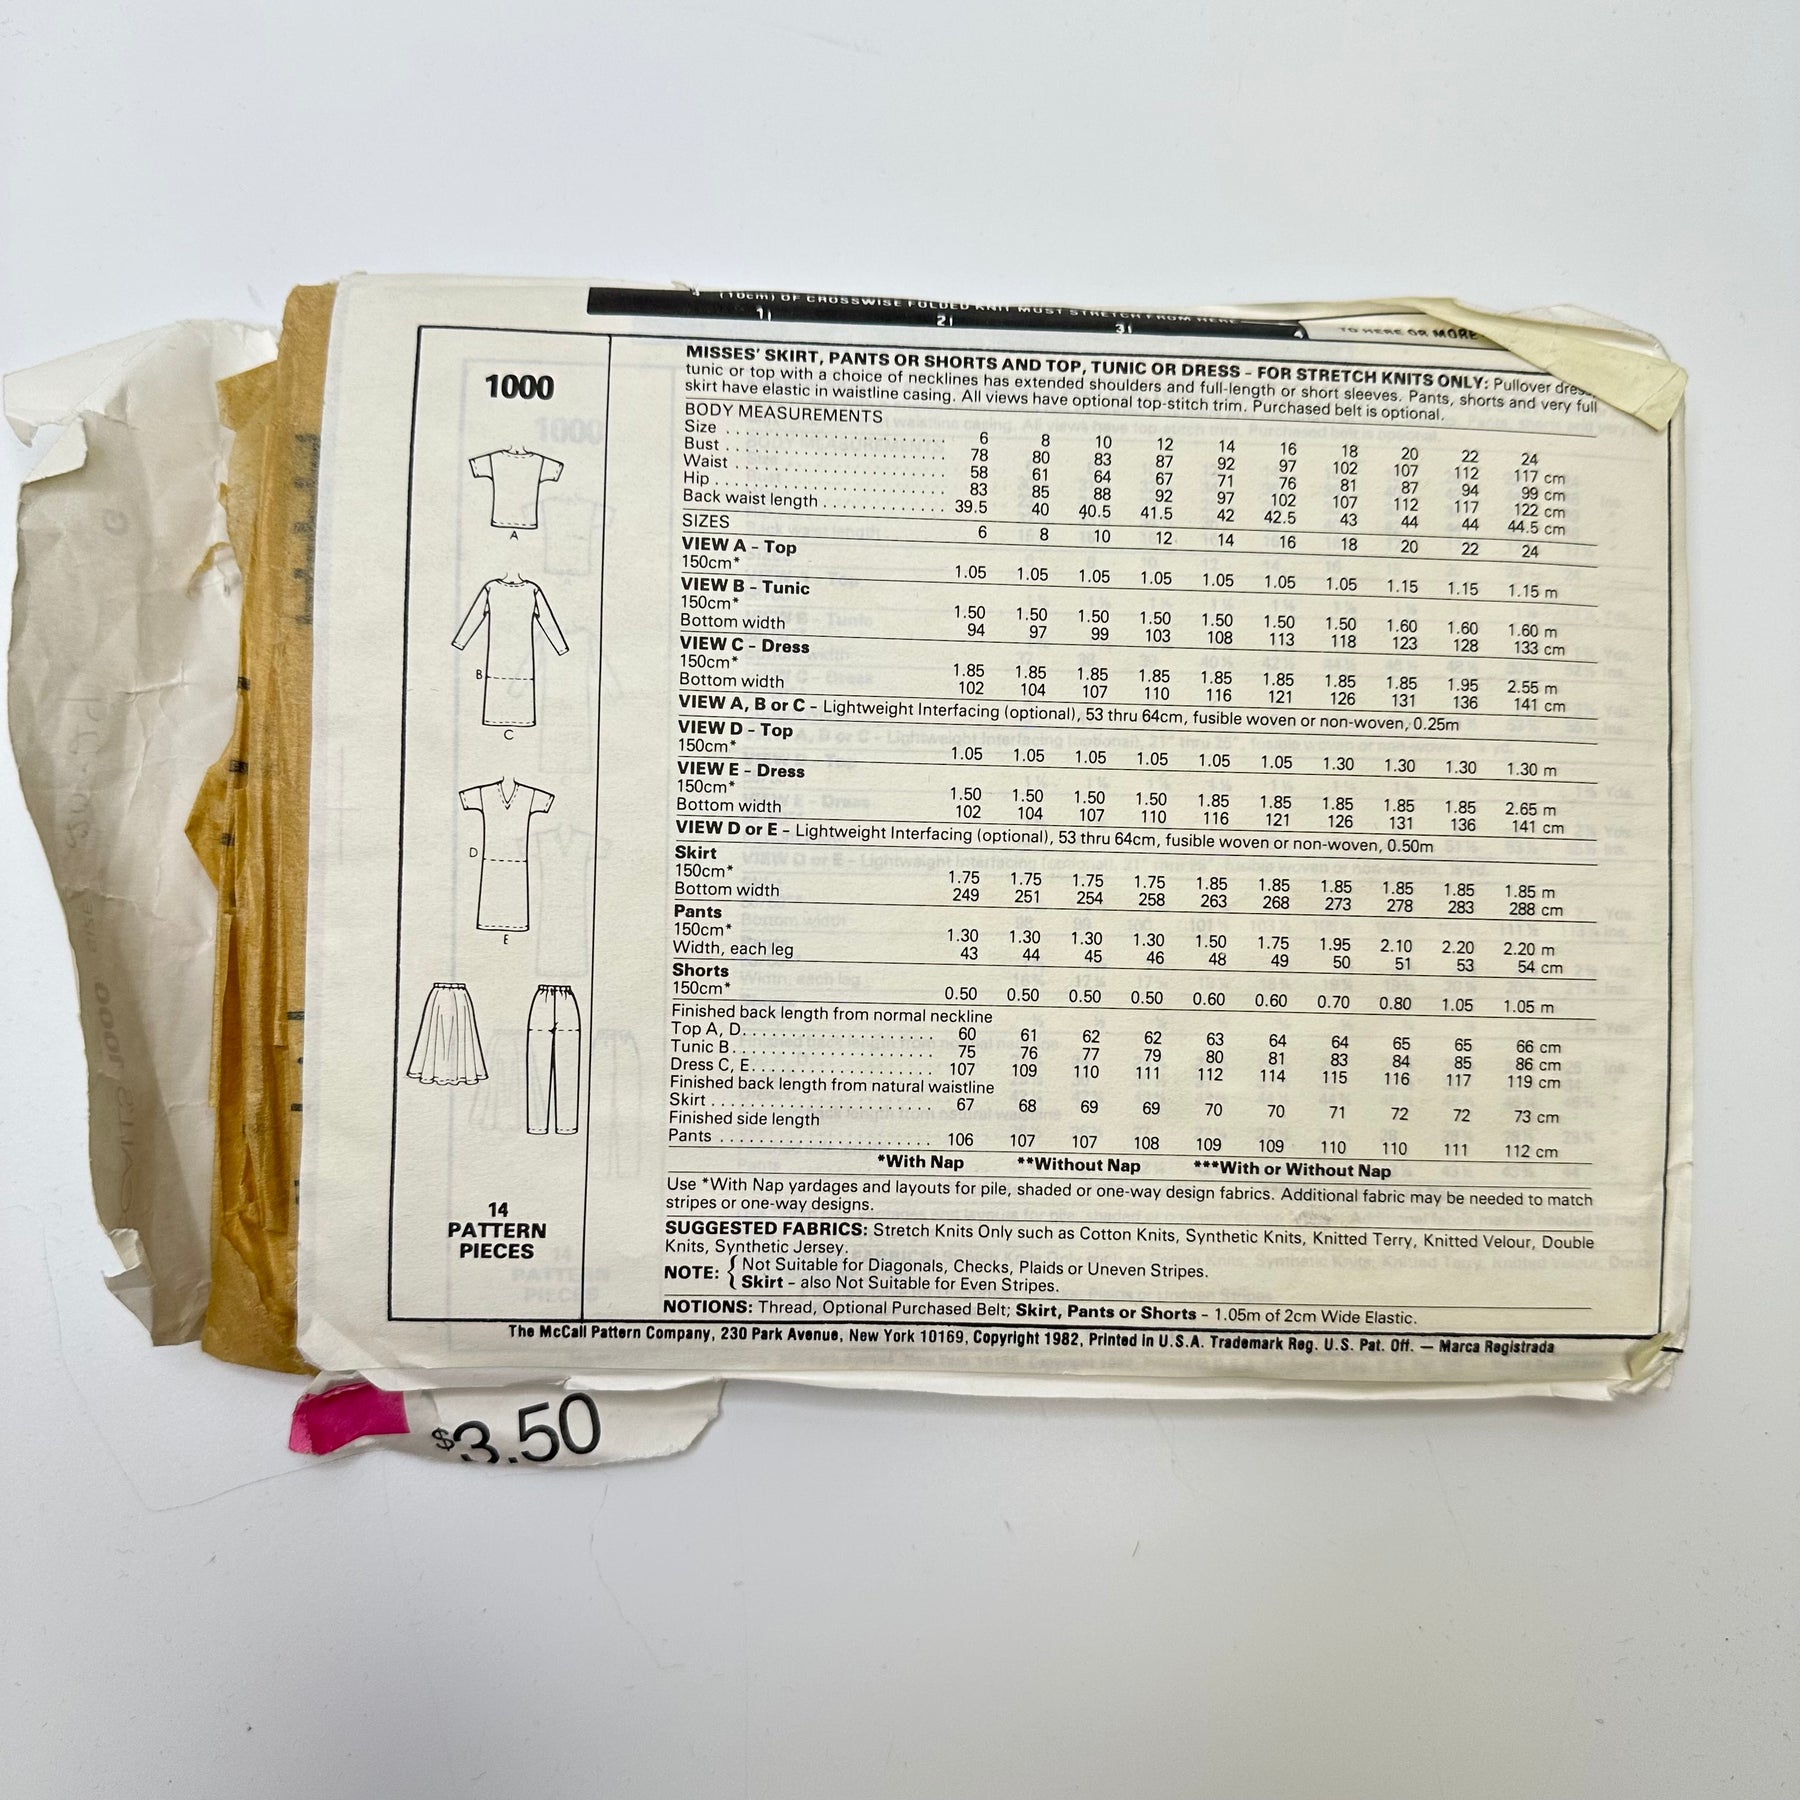 (10cm) OF CROSSWISE FOLDED KNIT MUST STRETCH FROM HERE
1 2 3 4
TO HERE OR MORE
1000
A
B
C
D
E
14
PATTERN
PIECES
MISSES' SKIRT, PANTS OR SHORTS AND TOP, TUNIC OR DRESS – FOR STRETCH KNITS ONLY: Pullover dress,
tunic or top with a choice of necklines has extended shoulders and full-length or short sleeves. Pants, shorts and very full
skirt have elastic in waistline casing. All views have optional top-stitch trim. Purchased belt is optional.
BODY MEASUREMENTS
Size 6 8 10 12 14 16 18 20 22 24
Bust 78 80 83 87 92 97 102 107 112 117 cm
Waist 58 61 64 67 71 76 81 87 94 99 cm
Hip 83 85 88 92 97 102 107 112 117 122 cm
Back waist length 39.5 40 40.5 41.5 42 42.5 43 44 44 44.5 cm
SIZES 6 8 10 12 14 16 18 20 22 24
VIEW A – Top
150cm* 1.05 1.05 1.05 1.05 1.05 1.05 1.05 1.15 1.15 1.15 m
VIEW B – Tunic
150cm* 1.50 1.50 1.50 1.50 1.50 1.50 1.50 1.60 1.60 1.60 m
Bottom width 94 97 99 103 108 113 118 123 128 133 cm
VIEW C – Dress
150cm* 1.85 1.85 1.85 1.85 1.85 1.85 1.85 1.85 1.95 2.55 m
Bottom width 102 104 107 110 116 121 126 131 136 141 cm
VIEW A, B or C – Lightweight Interfacing (optional), 53 thru 64cm, fusible woven or non-woven, 0.25m
VIEW D – Top
150cm* 1.05 1.05 1.05 1.05 1.05 1.05 1.30 1.30 1.30 1.30 m
VIEW E – Dress
150cm* 1.50 1.50 1.50 1.50 1.85 1.85 1.85 1.85 1.85 2.65 m
Bottom width 102 104 107 110 116 121 126 131 136 141 cm
VIEW D or E – Lightweight Interfacing (optional), 53 thru 64cm, fusible woven or non-woven, 0.50m
Skirt
150cm* 1.75 1.75 1.75 1.75 1.85 1.85 1.85 1.85 1.85 1.85 m
Bottom width 249 251 254 258 263 268 273 278 283 288 cm
Pants
150cm* 1.30 1.30 1.30 1.30 1.50 1.75 1.95 2.10 2.20 2.20 m
Width, each leg 43 44 45 46 48 49 50 51 53 54 cm
Shorts
150cm* 0.50 0.50 0.50 0.50 0.60 0.60 0.70 0.80 1.05 1.05 m
Finished back length from normal neckline
Top A, D 60 61 62 62 63 64 64 65 65 66 cm
Tunic B 75 76 77 79 80 81 83 84 85 86 cm
Dress C, E 107 109 110 111 112 114 115 116 117 119 cm
Finished back length from natural waistline
Skirt 67 68 69 69 70 70 71 72 72 73 cm
Finished side length
Pants 106 107 107 108 109 109 110 110 111 112 cm
*With Nap **Without Nap ***With or Without Nap
Use *With Nap yardages and layouts for pile, shaded or one-way design fabrics. Additional fabric may be needed to match
stripes or one-way designs.
SUGGESTED FABRICS: Stretch Knits Only such as Cotton Knits, Synthetic Knits, Knitted Terry, Knitted Velour, Double
Knits, Synthetic Jersey.
NOTE: { Not Suitable for Diagonals, Checks, Plaids or Uneven Stripes.
Skirt – also Not Suitable for Even Stripes.
NOTIONS: Thread, Optional Purchased Belt; Skirt, Pants or Shorts – 1.05m of 2cm Wide Elastic.
The McCall Pattern Company, 230 Park Avenue, New York 10169, Copyright 1982, Printed in U.S.A. Trademark Reg. U.S. Pat. Off. — Marca Registrada
$3.50